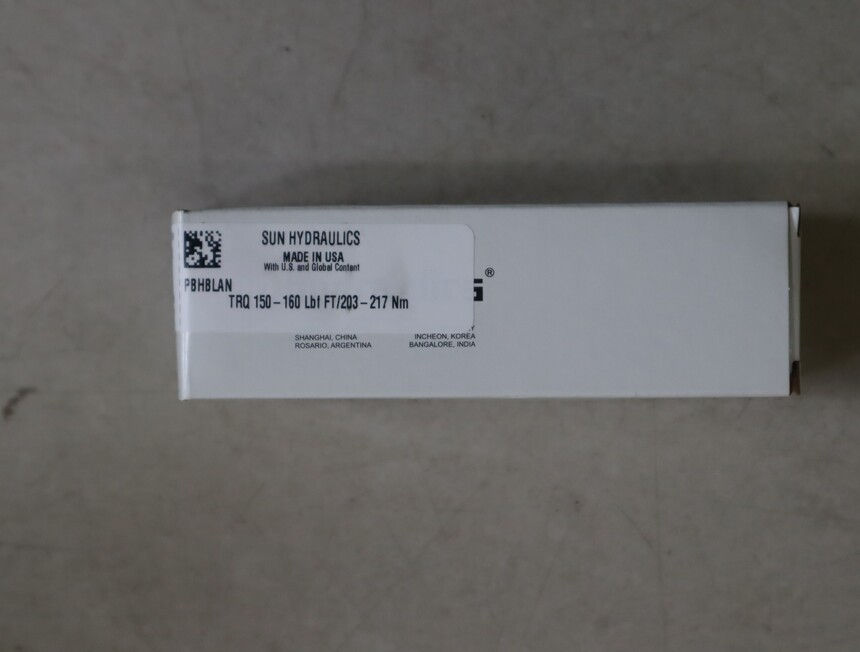 SUN HYDRAULICS
MADE IN USA
With U.S. and Global Content
PBHBLAN
TRQ 150-160 Lbf FT/203-217 Nm
®
SHANGHAI, CHINA
INCHEON, KOREA
ROSARIO, ARGENTINA
BANGALORE, INDIA